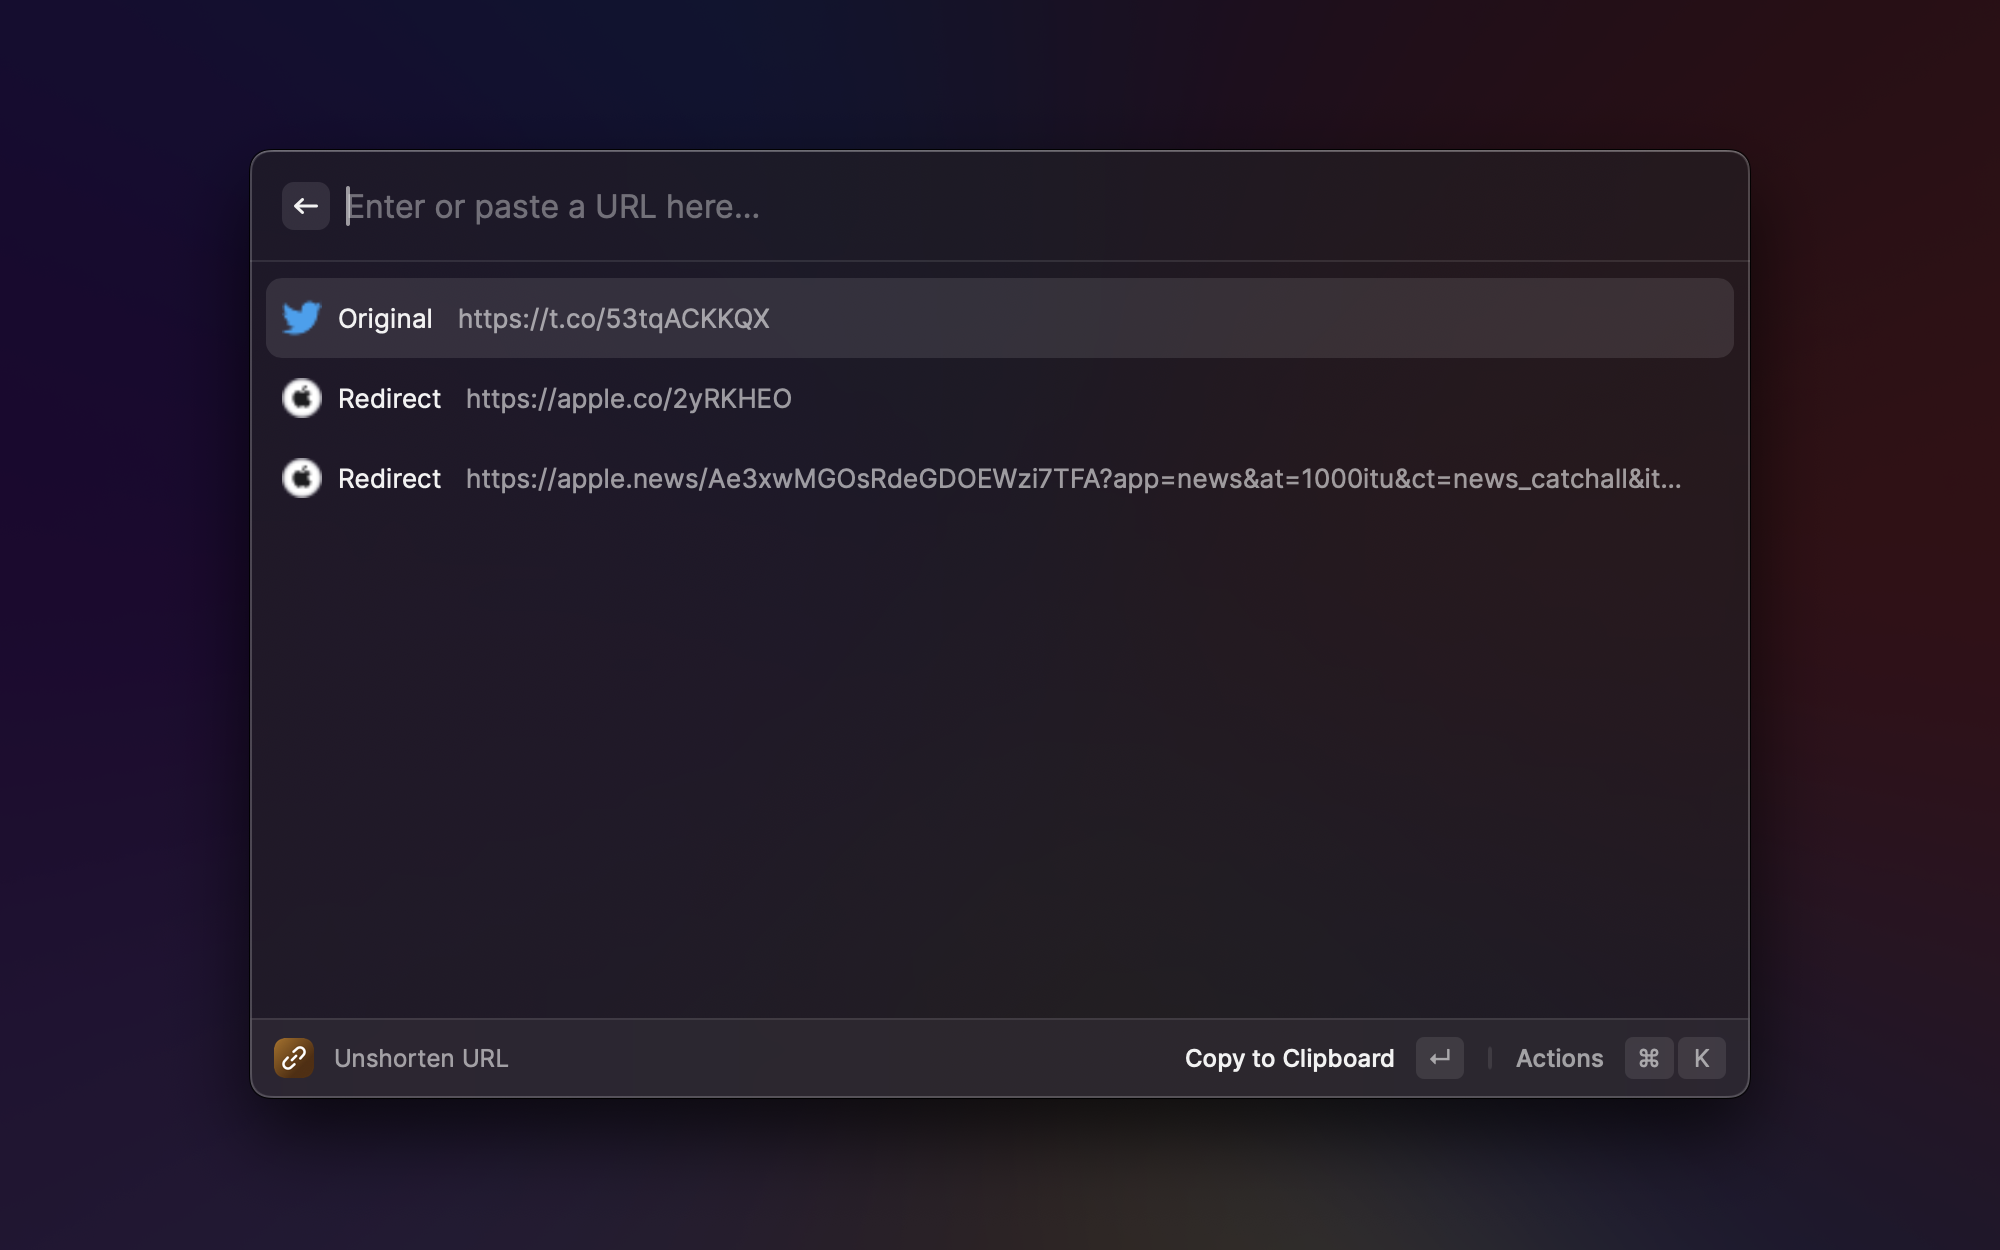 Enter or paste a URL here...
Original https://t.co/53tqACKKQX
Redirect https://apple.co/2yRKHEO
Redirect https://apple.news/Ae3xwMGOsRdeGDOEWzi7TFA?app=news&at=1000itu&ct=news_catchall&it...
Unshorten URL Copy to Clipboard ↵ Actions ⌘ K